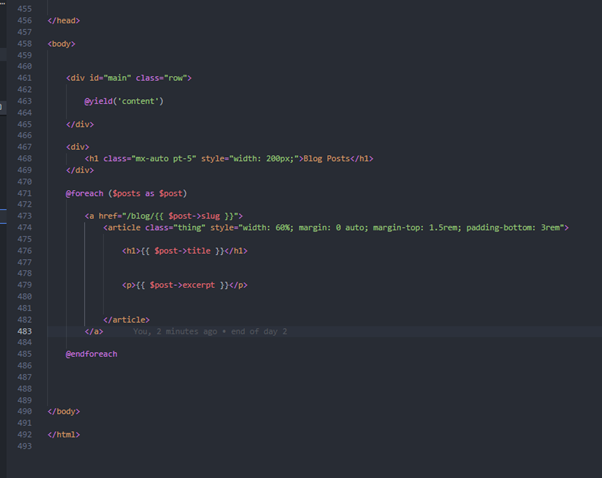 455
456 </head>
457
458 <body>
459
460
461 <div id="main" class="row">
462
463 @yield('content')
464
465 </div>
466
467 <div>
468 <h1 class="mx-auto pt-5" style="width: 200px;">Blog Posts</h1>
469 </div>
470
471 @foreach ($posts as $post)
472
473 <a href="/blog/{{ $post->slug }}">
474 <article class="thing" style="width: 60%; margin: 0 auto; margin-top: 1.5rem; padding-bottom: 3rem">
475
476 <h1>{{ $post->title }}</h1>
477
478
479 <p>{{ $post->excerpt }}</p>
480
481
482 </article>
483 </a> You, 2 minutes ago • end of day 2
484
485 @endforeach
486
487
488
489
490 </body>
491
492 </html>
493